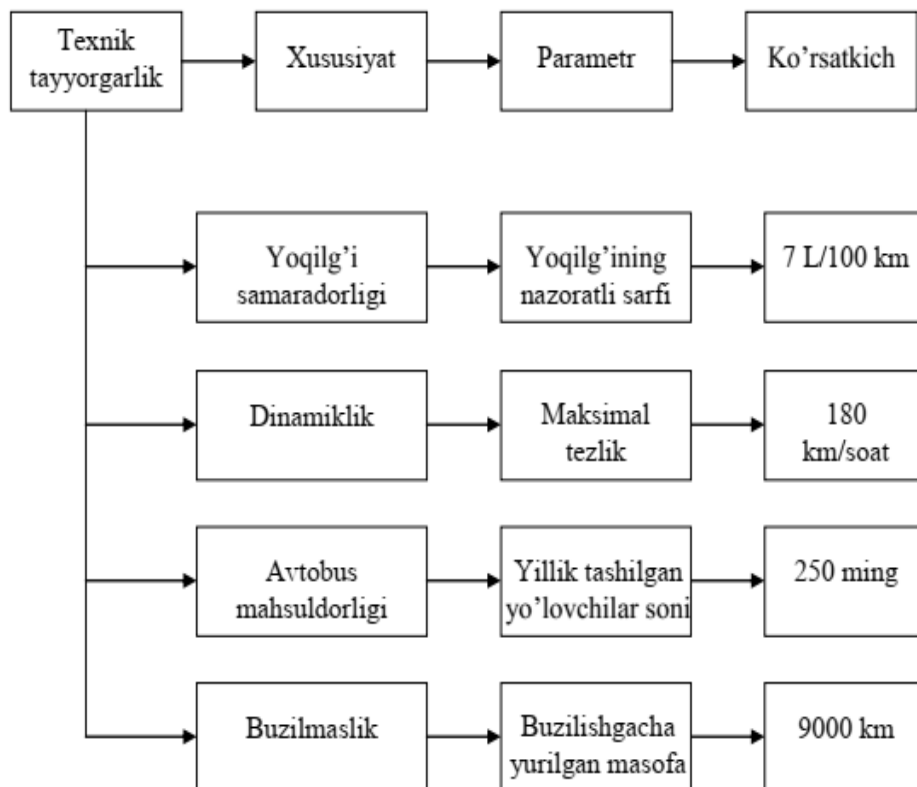 Texnik
tayyorgarlik
Xususiyat
Parametr
Ko’rsatkich
Yoqilg’i
samaradorligi
Yoqilg’ining
nazoratli sarfi
7 L/100 km
Dinamiklik
Maksimal
tezlik
180
km/soat
Avtobus
mahsuldorligi
Yillik tashilgan
yo’lovchilar soni
250 ming
Buzilmaslik
Buzilishgacha
yurilgan masofa
9000 km